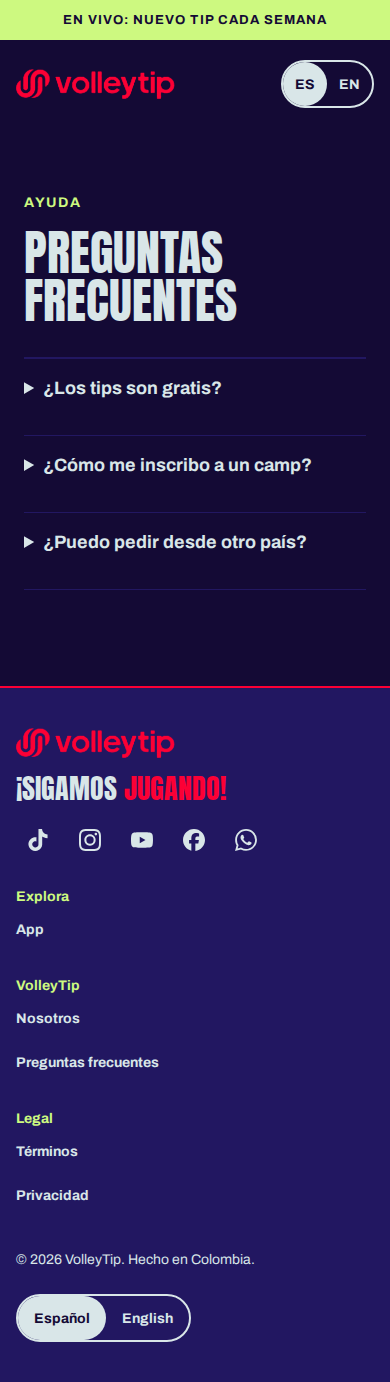 EN VIVO: NUEVO TIP CADA SEMANA
volleytip
ES EN
AYUDA
PREGUNTAS
FRECUENTES
¿Los tips son gratis?
¿Cómo me inscribo a un camp?
¿Puedo pedir desde otro país?
volleytip
¡SIGAMOS JUGANDO!
Explora
App
VolleyTip
Nosotros
Preguntas frecuentes
Legal
Términos
Privacidad
© 2026 VolleyTip. Hecho en Colombia.
Español English